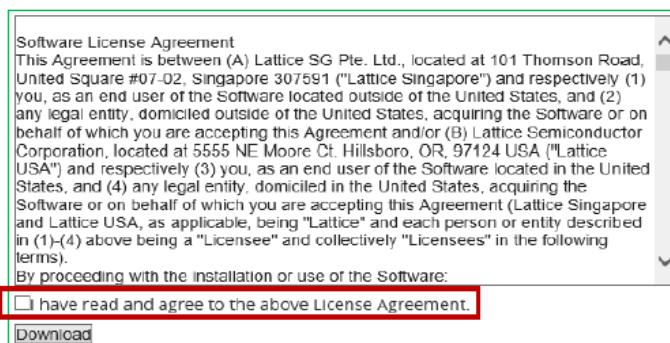 Software License Agreement
This Agreement is between (A) Lattice SG Pte. Ltd., located at 101 Thomson Road,
United Square #07-02, Singapore 307591 ("Lattice Singapore") and respectively (1)
you, as an end user of the Software located outside of the United States, and (2)
any legal entity, domiciled outside of the United States, acquiring the Software or on
behalf of which you are accepting this Agreement and/or (B) Lattice Semiconductor
Corporation, located at 5555 NE Moore Ct. Hillsboro, OR, 97124 USA ("Lattice
USA") and respectively (3) you, as an end user of the Software located in the United
States, and (4) any legal entity, domiciled in the United States, acquiring the
Software or on behalf of which you are accepting this Agreement (Lattice Singapore
and Lattice USA, as applicable, being "Lattice" and each person or entity described
in (1)-(4) above being a "Licensee" and collectively "Licensees" in the following
terms).
By proceeding with the installation or use of the Software:
I have read and agree to the above License Agreement.
Download